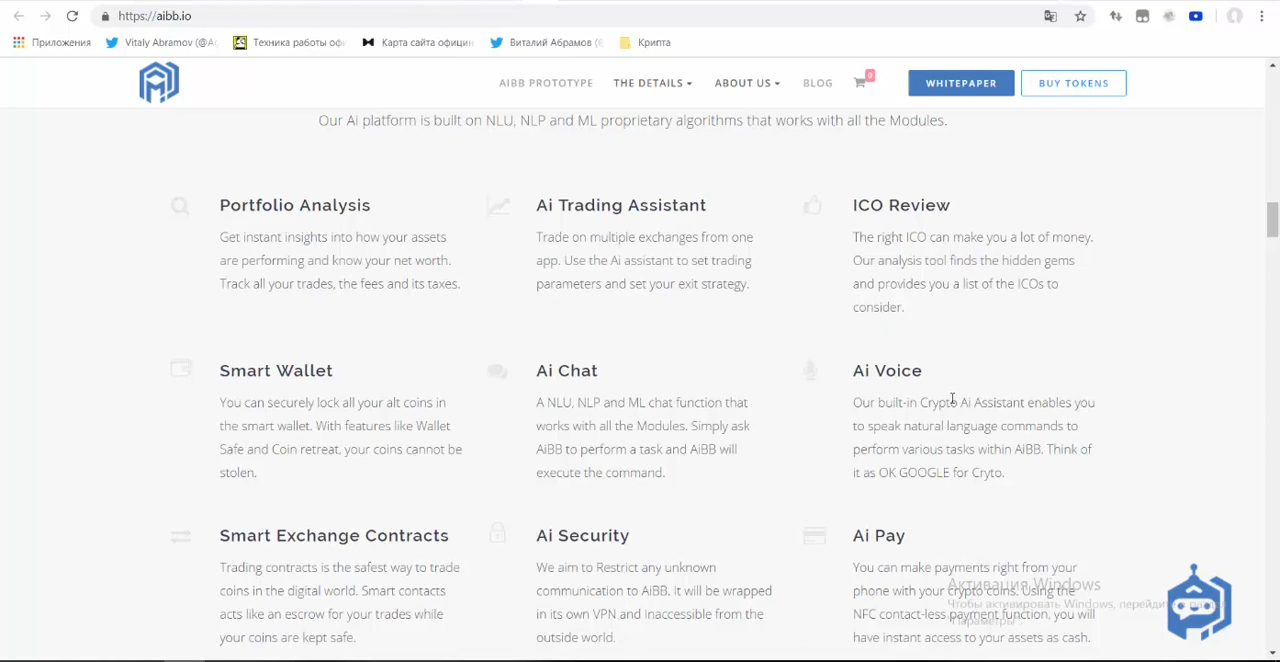 https://aibb.io
Приложения
Vitaly Abramov (@A
Техника работы
Карта сайта офици
Виталий Абрамов (
Крипта
AIBB PROTOTYPE THE DETAILS ABOUT US BLOG 0 WHITEPAPER BUY TOKENS
Our Ai platform is built on NLU, NLP and ML proprietary algorithms that works with all the Modules.
Portfolio Analysis
Get instant insights into how your assets
are performing and know your net worth.
Track all your trades, the fees and its taxes.
Ai Trading Assistant
Trade on multiple exchanges from one
app. Use the Ai assistant to set trading
parameters and set your exit strategy.
ICO Review
The right ICO can make you a lot of money.
Our analysis tool finds the hidden gems
and provides you a list of the ICOs to
consider.
Smart Wallet
You can securely lock all your alt coins in
the smart wallet. With features like Wallet
Safe and Coin retreat, your coins cannot be
stolen.
Ai Chat
A NLU, NLP and ML chat function that
works with all the Modules. Simply ask
AiBB to perform a task and AiBB will
execute the command.
Ai Voice
Our built-in Crypto Ai Assistant enables you
to speak natural language commands to
perform various tasks within AiBB. Think of
it as OK GOOGLE for Cryto.
Smart Exchange Contracts
Trading contracts is the safest way to trade
coins in the digital world. Smart contracts
acts like an escrow for your trades while
your coins are kept safe.
Ai Security
We aim to Restrict any unknown
communication to AiBB. It will be wrapped
in its own VPN and Inaccessible from the
outside world.
Ai Pay
You can make payments right from your
phone with your crypto coins. Using the
NFC contact-less payment function, you will
have instant access to your assets as cash.
Активация Windows
Чтобы активировать Windows, перейдите в раздел
"Параметры".